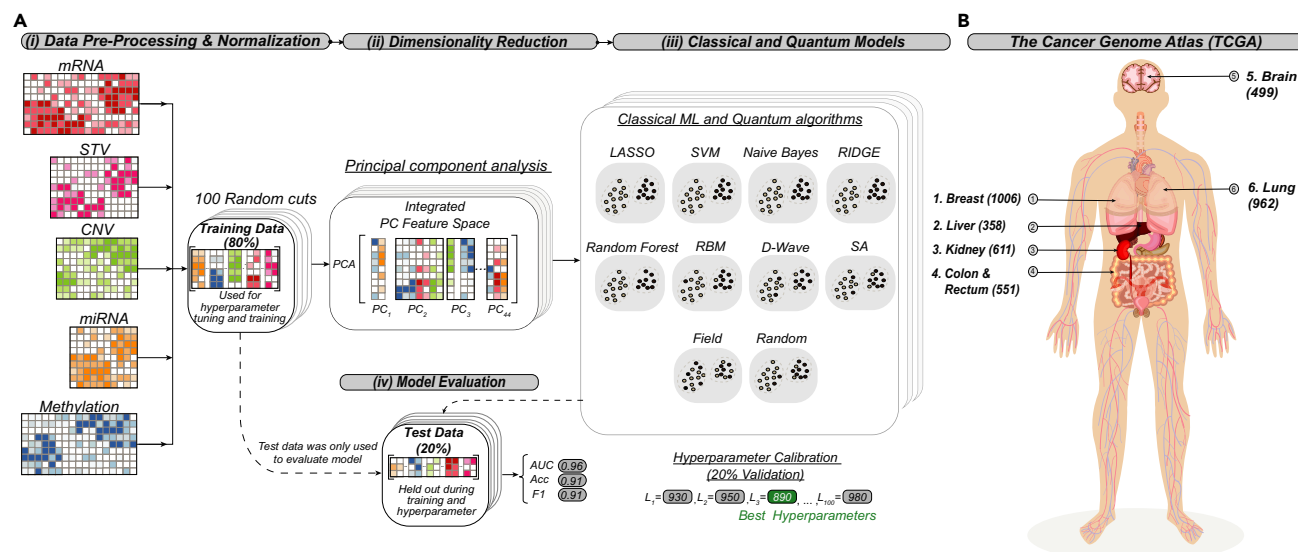 A
(i) Data Pre-Processing & Normalization
(ii) Dimensionality Reduction
(iii) Classical and Quantum Models
mRNA
STV
CNV
miRNA
Methylation
100 Random cuts
Training Data
(80%)
Used for
hyperparameter
tuning and training
Principal component analysis
Integrated
PC Feature Space
PCA
PC1
PC2
PC3
PC44
Classical ML and Quantum algorithms
LASSO
SVM
Naive Bayes
RIDGE
Random Forest
RBM
D-Wave
SA
Field
Random
(iv) Model Evaluation
Test data was only used
to evaluate model
Test Data
(20%)
Held out during
training and
hyperparameter
AUC 0.96
Acc 0.91
F1 0.91
Hyperparameter Calibration
(20% Validation)
L1= 930 , L2= 950 , L3= 890 , ... , L100= 980
Best Hyperparameters
B
The Cancer Genome Atlas (TCGA)
5. Brain
(499)
5
6. Lung
(962)
6
1. Breast (1006) 1
2. Liver (358) 2
3. Kidney (611) 3
4. Colon & 4
Rectum (551)